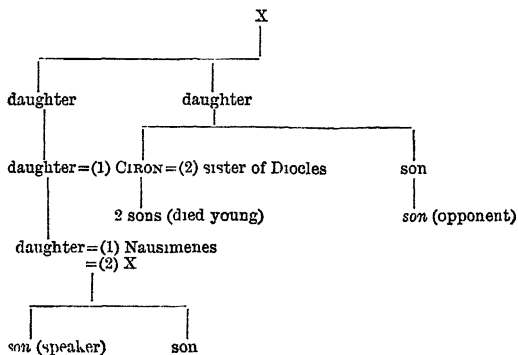 X
daughter daughter
daughter=(1) CIRON=(2) sister of Diocles son
2 sons (died young) son (opponent)
daughter=(1) Nausimenes
=(2) X
son (speaker) son